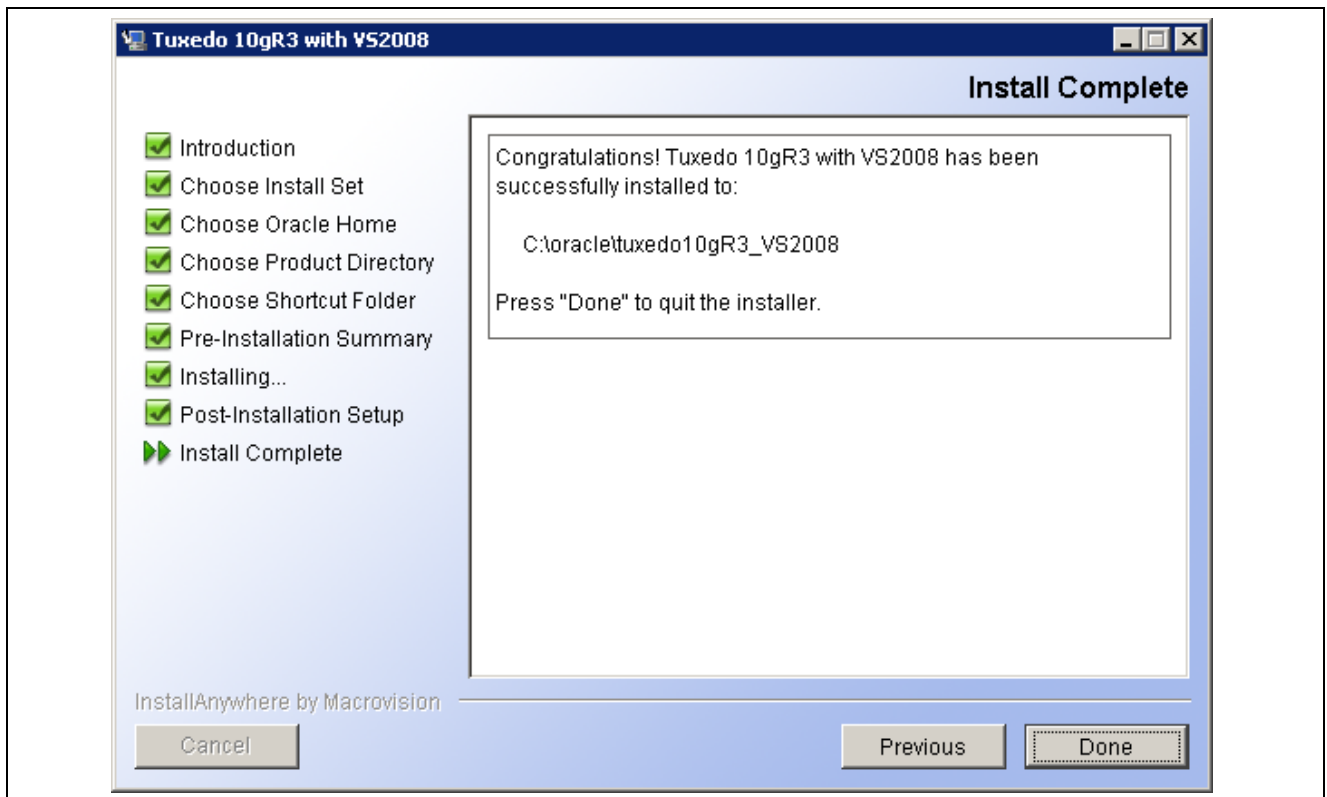 Tuxedo 10gR3 with VS2008
Install Complete
Introduction
Choose Install Set
Choose Oracle Home
Choose Product Directory
Choose Shortcut Folder
Pre-Installation Summary
Installing...
Post-Installation Setup
Install Complete
Congratulations! Tuxedo 10gR3 with VS2008 has been
successfully installed to:
C:\oracle\tuxedo10gR3_VS2008
Press "Done" to quit the installer.
InstallAnywhere by Macrovision
Cancel
Previous
Done